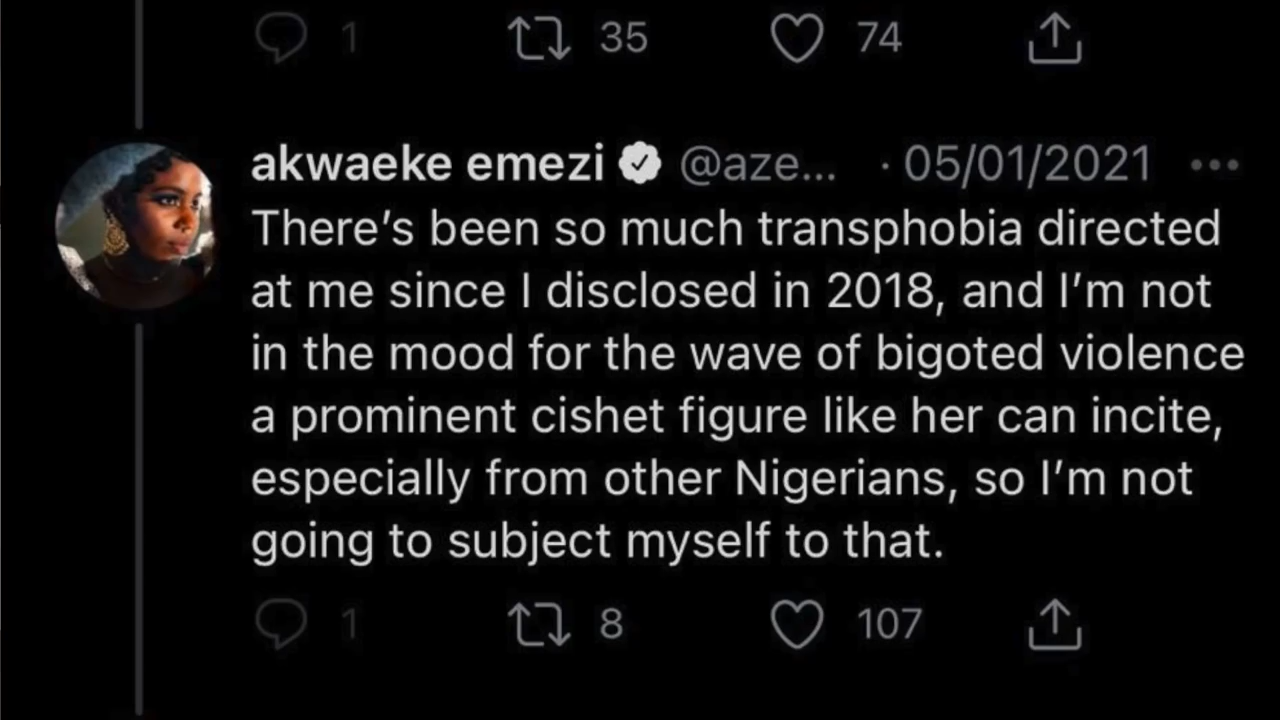 1 35 74
akwaeke emezi @aze... · 05/01/2021 •••
There’s been so much transphobia directed
at me since I disclosed in 2018, and I’m not
in the mood for the wave of bigoted violence
a prominent cishet figure like her can incite,
especially from other Nigerians, so I’m not
going to subject myself to that.
1 8 107